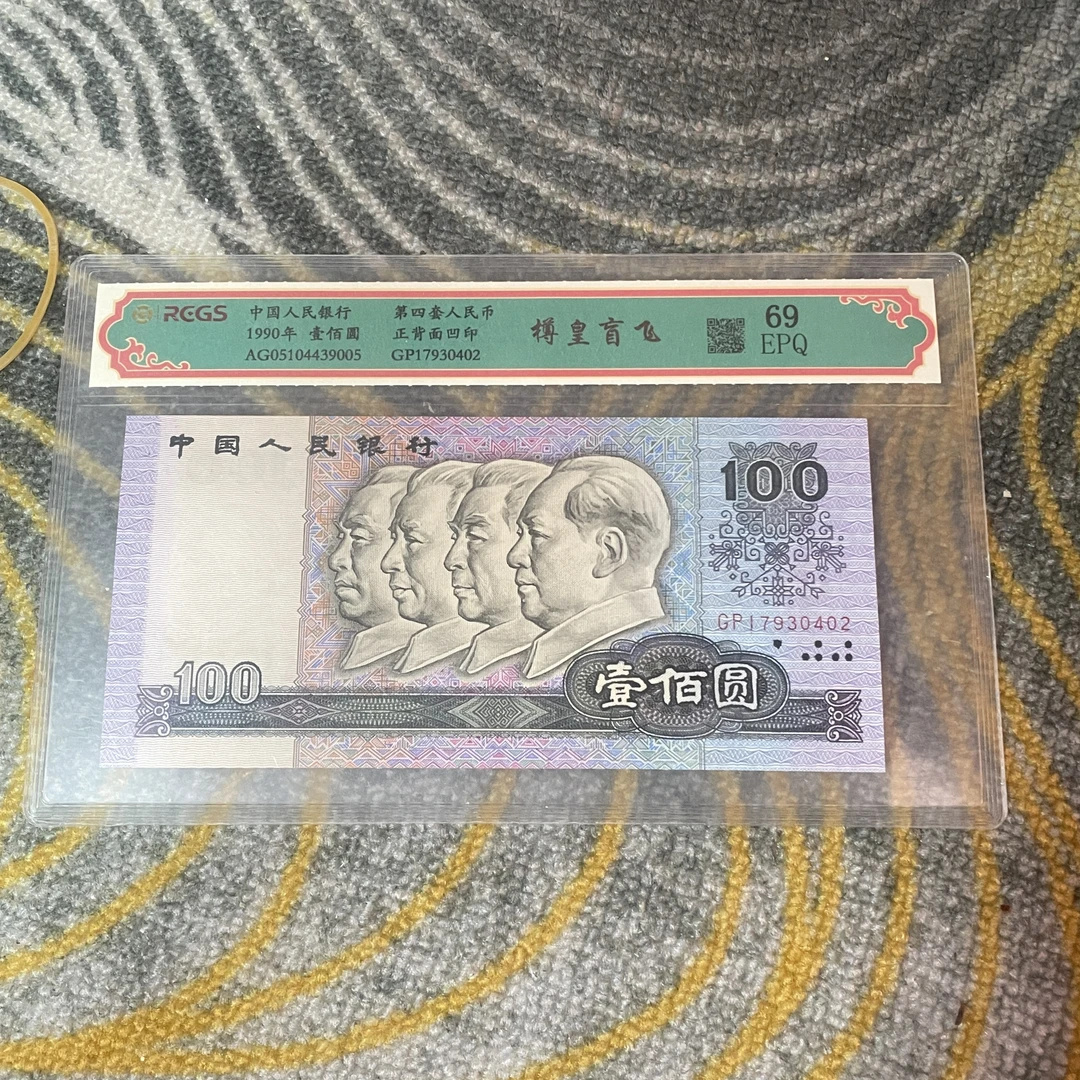 RCGS
中国人民银行
1990年 壹佰圆
AG05104439005
第四套人民币
正背面凹印
GP17930402
樽皇盲飞
69
EPQ
中国人民银行
100
GP17930402
100
壹佰圆